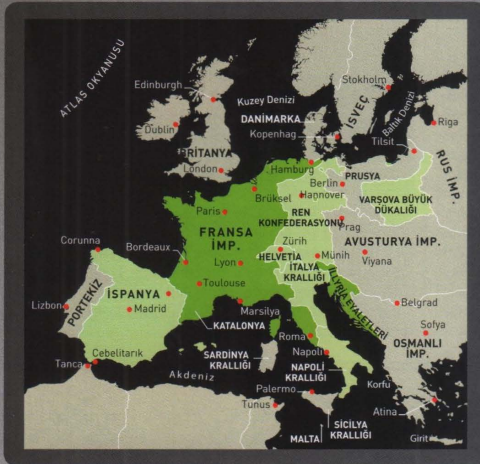 ATLAS OKYANUSU
Edinburgh
Kuzey Denizi
Stokholm
İSVEÇ
Baltık Denizi
Riga
Dublin
DANİMARKA
Kopenhag
Tilsit
BRİTANYA
London
Hamburg
PRUSYA
RUS İMP.
Berlin
Hannover
Brüksel
VARŞOVA BÜYÜK
DÜKALIĞI
Paris
REN
KONFEDERASYONU
Prag
FRANSA
İMP.
Corunna
Bordeaux
Zürih
AVUSTURYA İMP.
Lyon
HELVETIA
Münih
Viyana
İTALYA
KRALLIĞI
PORTEKİZ
İSPANYA
Toulouse
İLLYRIA EYALETLERİ
Lizbon
Madrid
Marsilya
Belgrad
KATALONYA
Roma
Sofya
OSMANLI
İMP.
Cebelitarık
SARDİNYA
KRALLIĞI
Napoli
Tanca
Akdeniz
NAPOLİ
KRALLIĞI
Korfu
Palermo
Tunus
Atina
SİCİLYA
KRALLIĞI
MALTA
Girit